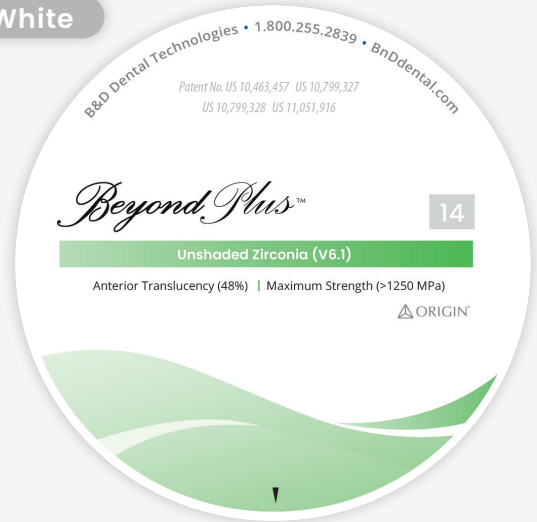 White
B&D Dental Technologies • 1.800.255.2839 • BnDdental.com
Patent No. US 10,463,457 US 10,799,327
US 10,799,328 US 11,051,916
Beyond Plus™
14
Unshaded Zirconia (V6.1)
Anterior Translucency (48%) | Maximum Strength (>1250 MPa)
ORIGIN®